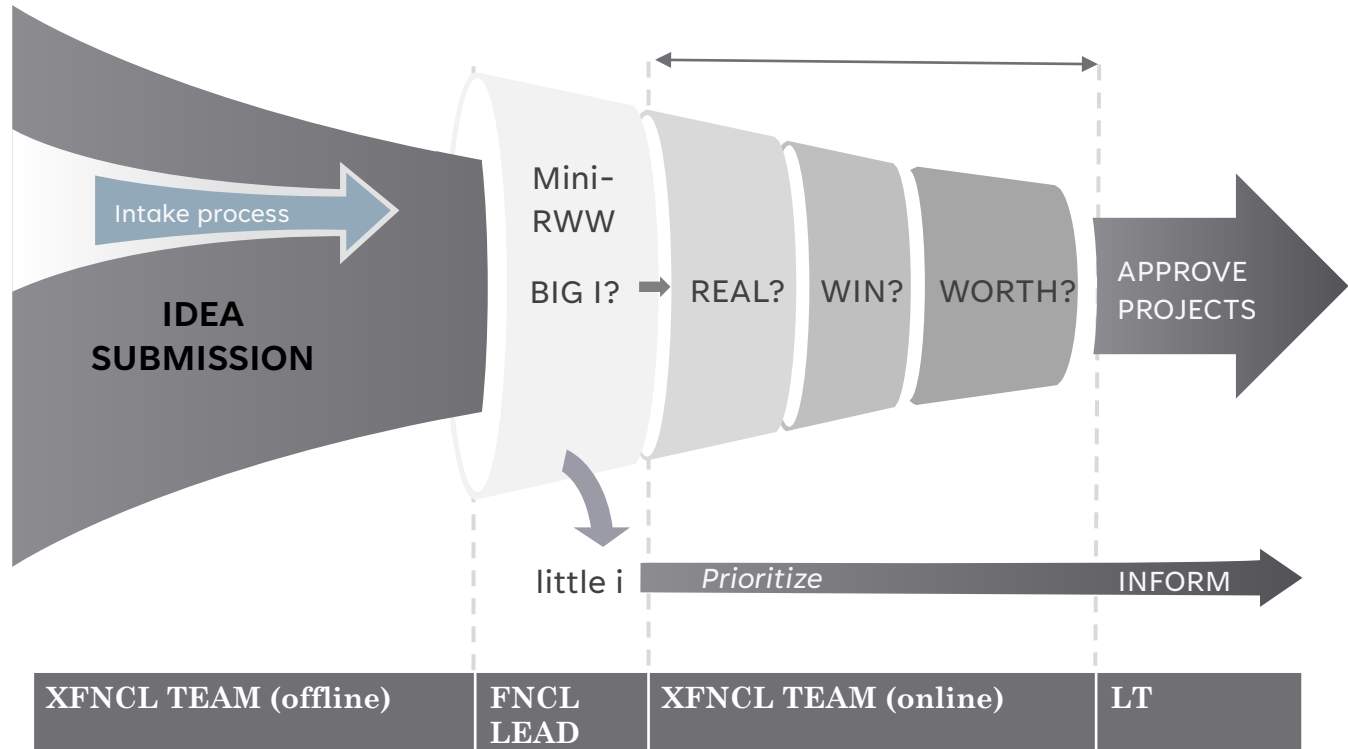 Intake process
IDEA
SUBMISSION
Mini-
RWW
BIG I?
REAL?
WIN?
WORTH?
APPROVE
PROJECTS
little i
Prioritize
INFORM
XFNCL TEAM (offline)
FNCL
LEAD
XFNCL TEAM (online)
LT